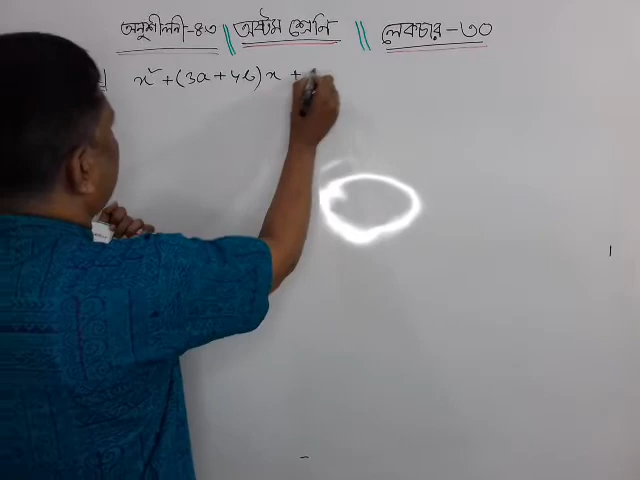 অনুশীলনী-৪.৩ || অষ্টম শ্রেনি || লেকচার-৩০
x² + (3a + 4b)x +